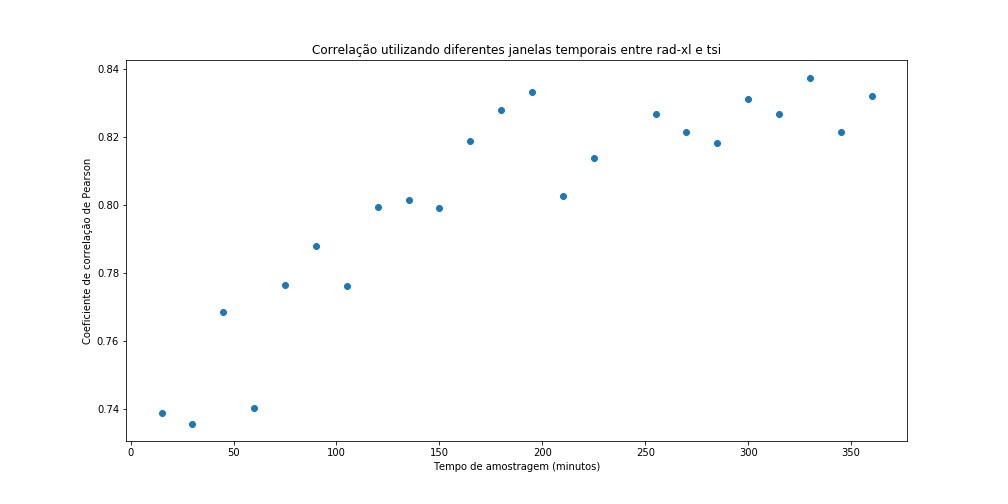 Correlação utilizando diferentes janelas temporais entre rad-xl e tsi
0.84
0.82
0.80
0.78
0.76
0.74
Coeficiente de correlação de Pearson
0 50 100 150 200 250 300 350
Tempo de amostragem (minutos)